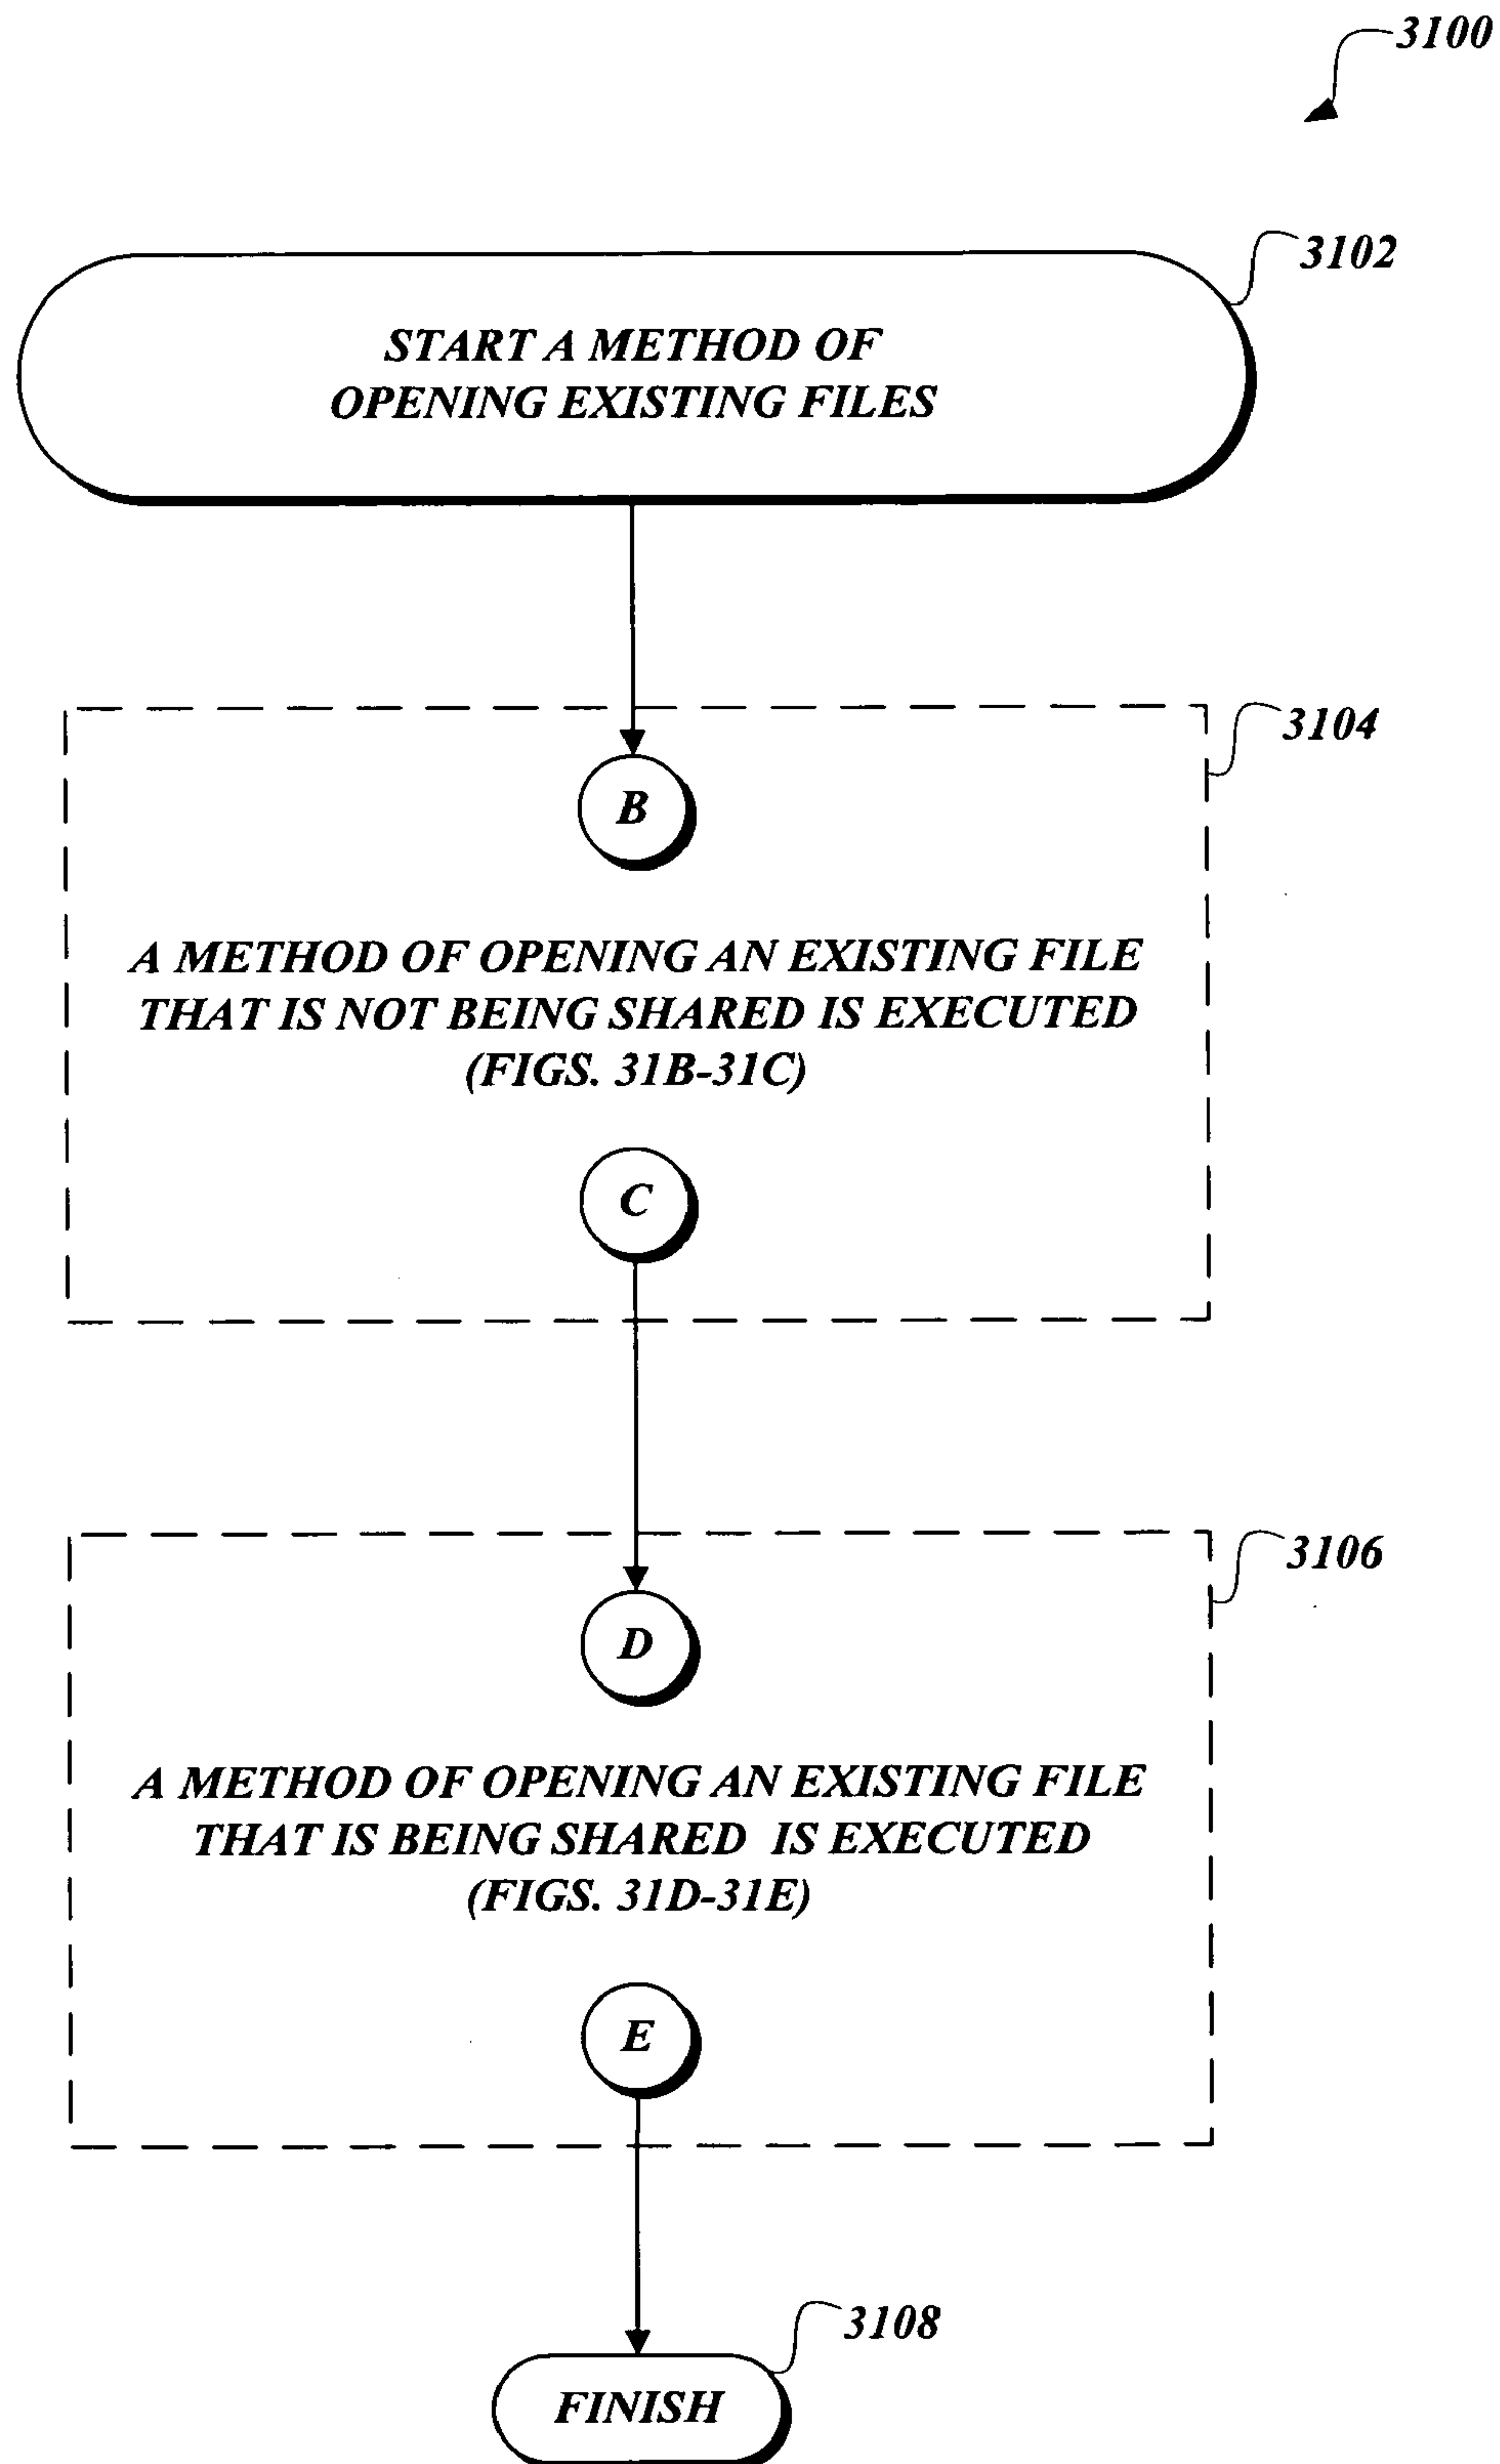 3100
3102
START A METHOD OF
OPENING EXISTING FILES
3104
B
A METHOD OF OPENING AN EXISTING FILE
THAT IS NOT BEING SHARED IS EXECUTED
(FIGS. 31B-31C)
C
3106
D
A METHOD OF OPENING AN EXISTING FILE
THAT IS BEING SHARED IS EXECUTED
(FIGS. 31D-31E)
E
3108
FINISH